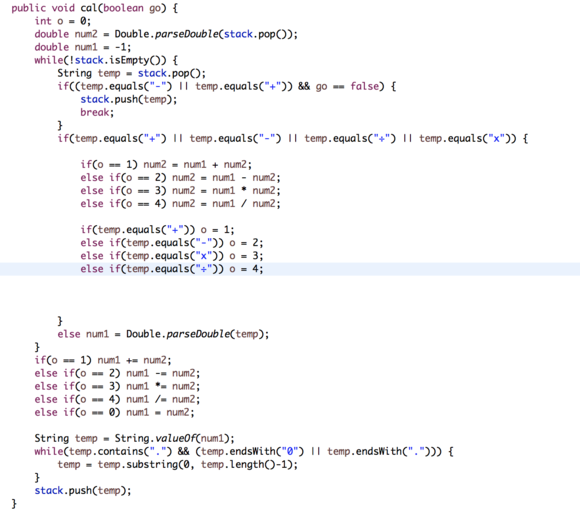 public void cal(boolean go) {
    int o = 0;
    double num2 = Double.parseDouble(stack.pop());
    double num1 = -1;
    while(!stack.isEmpty()) {
        String temp = stack.pop();
        if((temp.equals("-") || temp.equals("+")) && go == false) {
            stack.push(temp);
            break;
        }
        if(temp.equals("+") || temp.equals("-") || temp.equals("÷") || temp.equals("x")) {
            if(o == 1) num2 = num1 + num2;
            else if(o == 2) num2 = num1 - num2;
            else if(o == 3) num2 = num1 * num2;
            else if(o == 4) num2 = num1 / num2;
            if(temp.equals("+")) o = 1;
            else if(temp.equals("-")) o = 2;
            else if(temp.equals("x")) o = 3;
            else if(temp.equals("÷")) o = 4;
        }
        else num1 = Double.parseDouble(temp);
    }
    if(o == 1) num1 += num2;
    else if(o == 2) num1 -= num2;
    else if(o == 3) num1 *= num2;
    else if(o == 4) num1 /= num2;
    else if(o == 0) num1 = num2;
    String temp = String.valueOf(num1);
    while(temp.contains(".") && (temp.endsWith("0") || temp.endsWith("."))) {
        temp = temp.substring(0, temp.length()-1);
    }
    stack.push(temp);
}